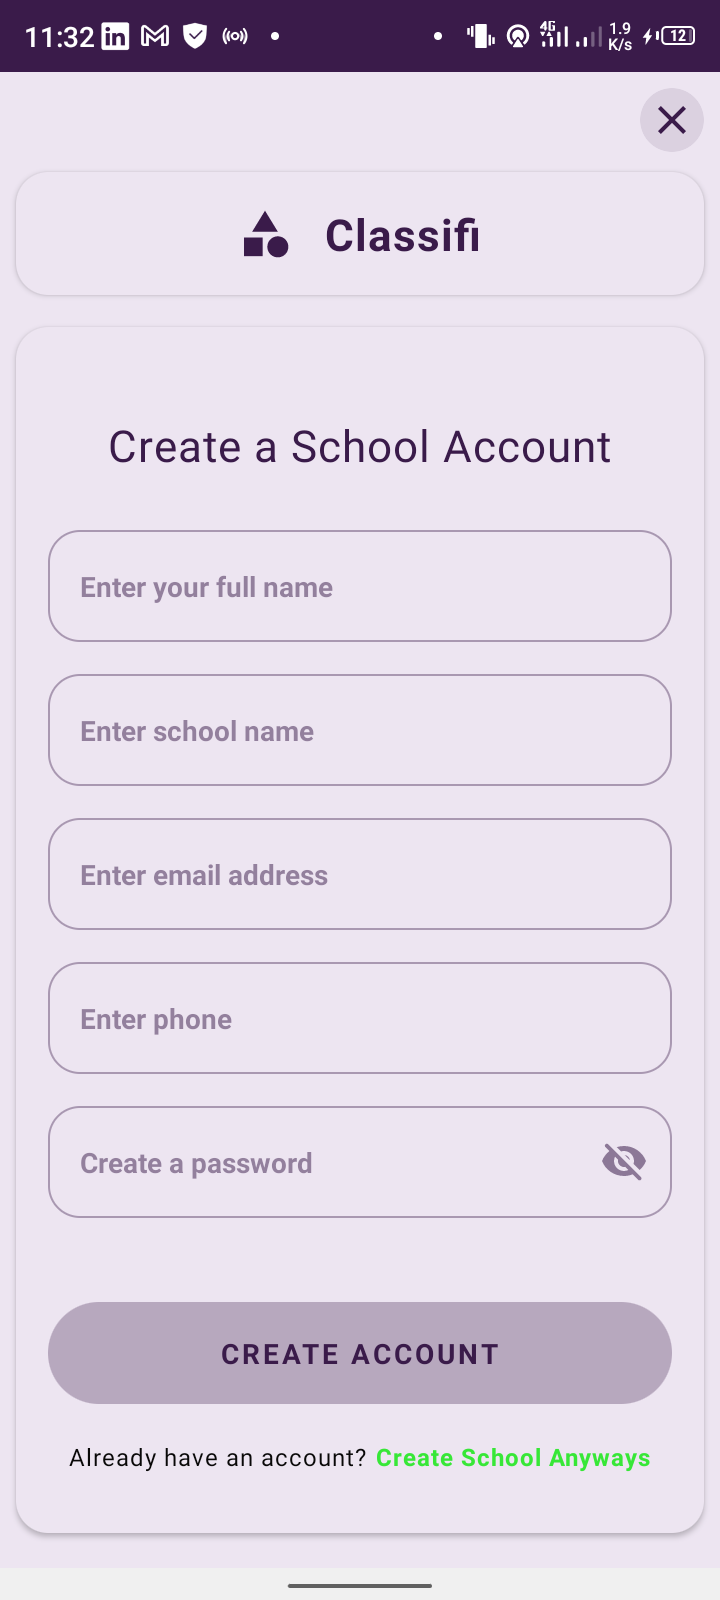 11:32 4G 1.9 K/s 12
Classifi
Create a School Account
Enter your full name
Enter school name
Enter email address
Enter phone
Create a password
CREATE ACCOUNT
Already have an account? Create School Anyways